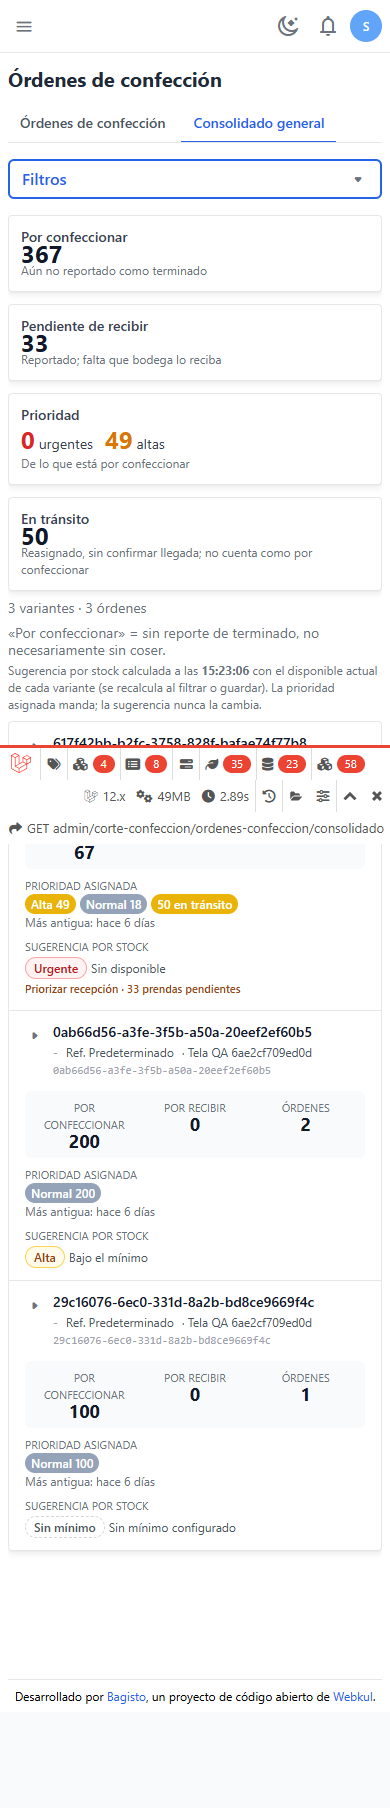 S
Órdenes de confección
Órdenes de confección Consolidado general
Filtros
Por confeccionar
367
Aún no reportado como terminado
Pendiente de recibir
33
Reportado; falta que bodega lo reciba
Prioridad
0 urgentes 49 altas
De lo que está por confeccionar
En tránsito
50
Reasignado, sin confirmar llegada; no cuenta como por
confeccionar
3 variantes · 3 órdenes
«Por confeccionar» = sin reporte de terminado, no
necesariamente sin coser.
Sugerencia por stock calculada a las 15:23:06 con el disponible actual
de cada variante (se recalcula al filtrar o guardar). La prioridad
asignada manda; la sugerencia nunca la cambia.
617f42bb-b2fc-3758-828f-bafae74f77b8
4 8 35 23 58
12.x 49MB 2.89s
GET admin/corte-confeccion/ordenes-confeccion/consolidado
67
PRIORIDAD ASIGNADA
Alta 49 Normal 18 50 en tránsito
Más antigua: hace 6 días
SUGERENCIA POR STOCK
Urgente Sin disponible
Priorizar recepción · 33 prendas pendientes
0ab66d56-a3fe-3f5b-a50a-20eef2ef60b5
- Ref. Predeterminado · Tela QA 6ae2cf709ed0d
0ab66d56-a3fe-3f5b-a50a-20eef2ef60b5
POR CONFECCIONAR POR RECIBIR ÓRDENES
200 0 2
PRIORIDAD ASIGNADA
Normal 200
Más antigua: hace 6 días
SUGERENCIA POR STOCK
Alta Bajo el mínimo
29c16076-6ec0-331d-8a2b-bd8ce9669f4c
- Ref. Predeterminado · Tela QA 6ae2cf709ed0d
29c16076-6ec0-331d-8a2b-bd8ce9669f4c
POR CONFECCIONAR POR RECIBIR ÓRDENES
100 0 1
PRIORIDAD ASIGNADA
Normal 100
Más antigua: hace 6 días
SUGERENCIA POR STOCK
Sin mínimo Sin mínimo configurado
Desarrollado por Bagisto, un proyecto de código abierto de Webkul.